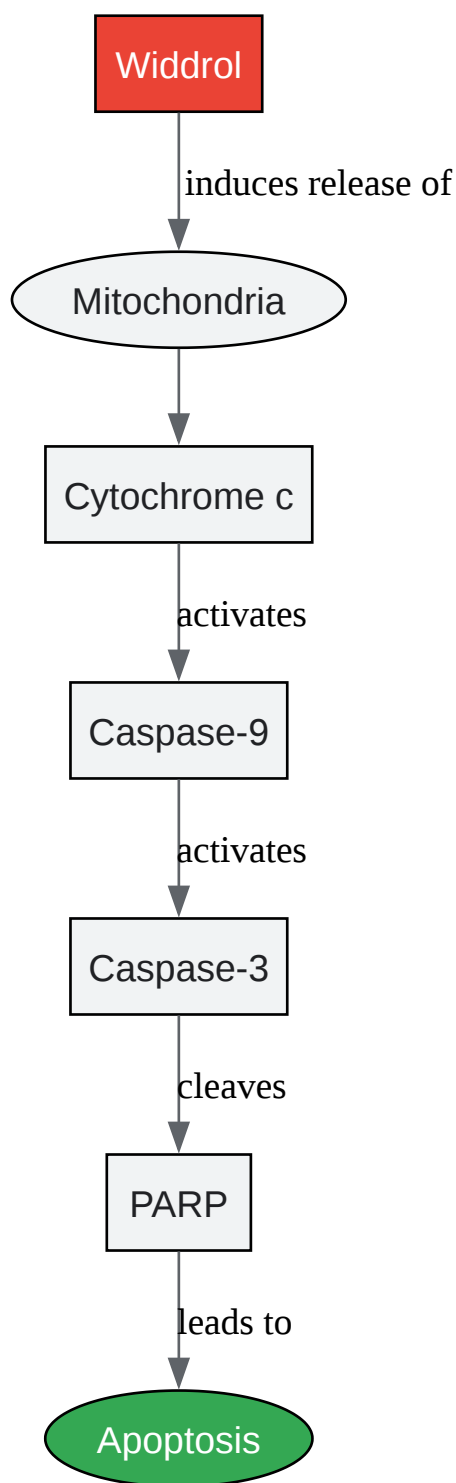 Widdrol
induces release of
Mitochondria
Cytochrome c
activates
Caspase-9
activates
Caspase-3
cleaves
PARP
leads to
Apoptosis